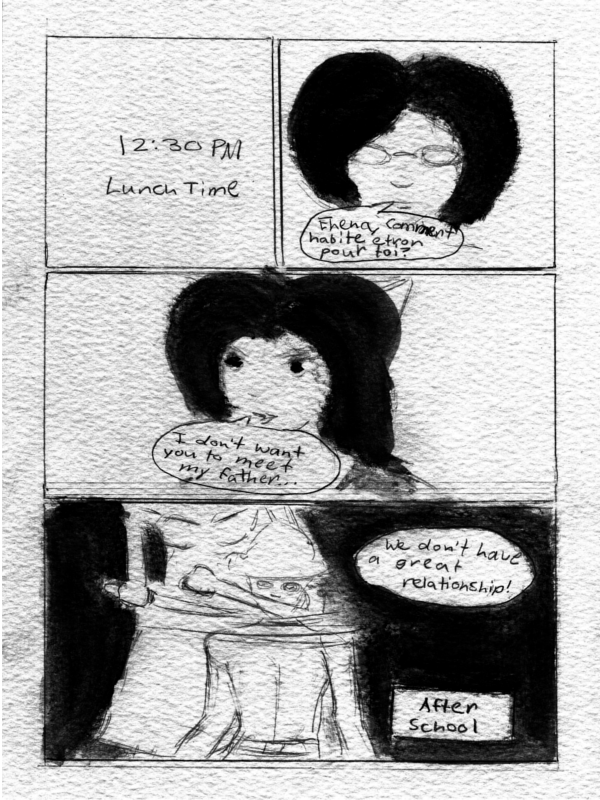 12:30 PM
Lunch Time
Ehena, Comment
habite etron
pour toi?
I don't want
you to meet
my father...
We don't have
a great
relationship!
After
School